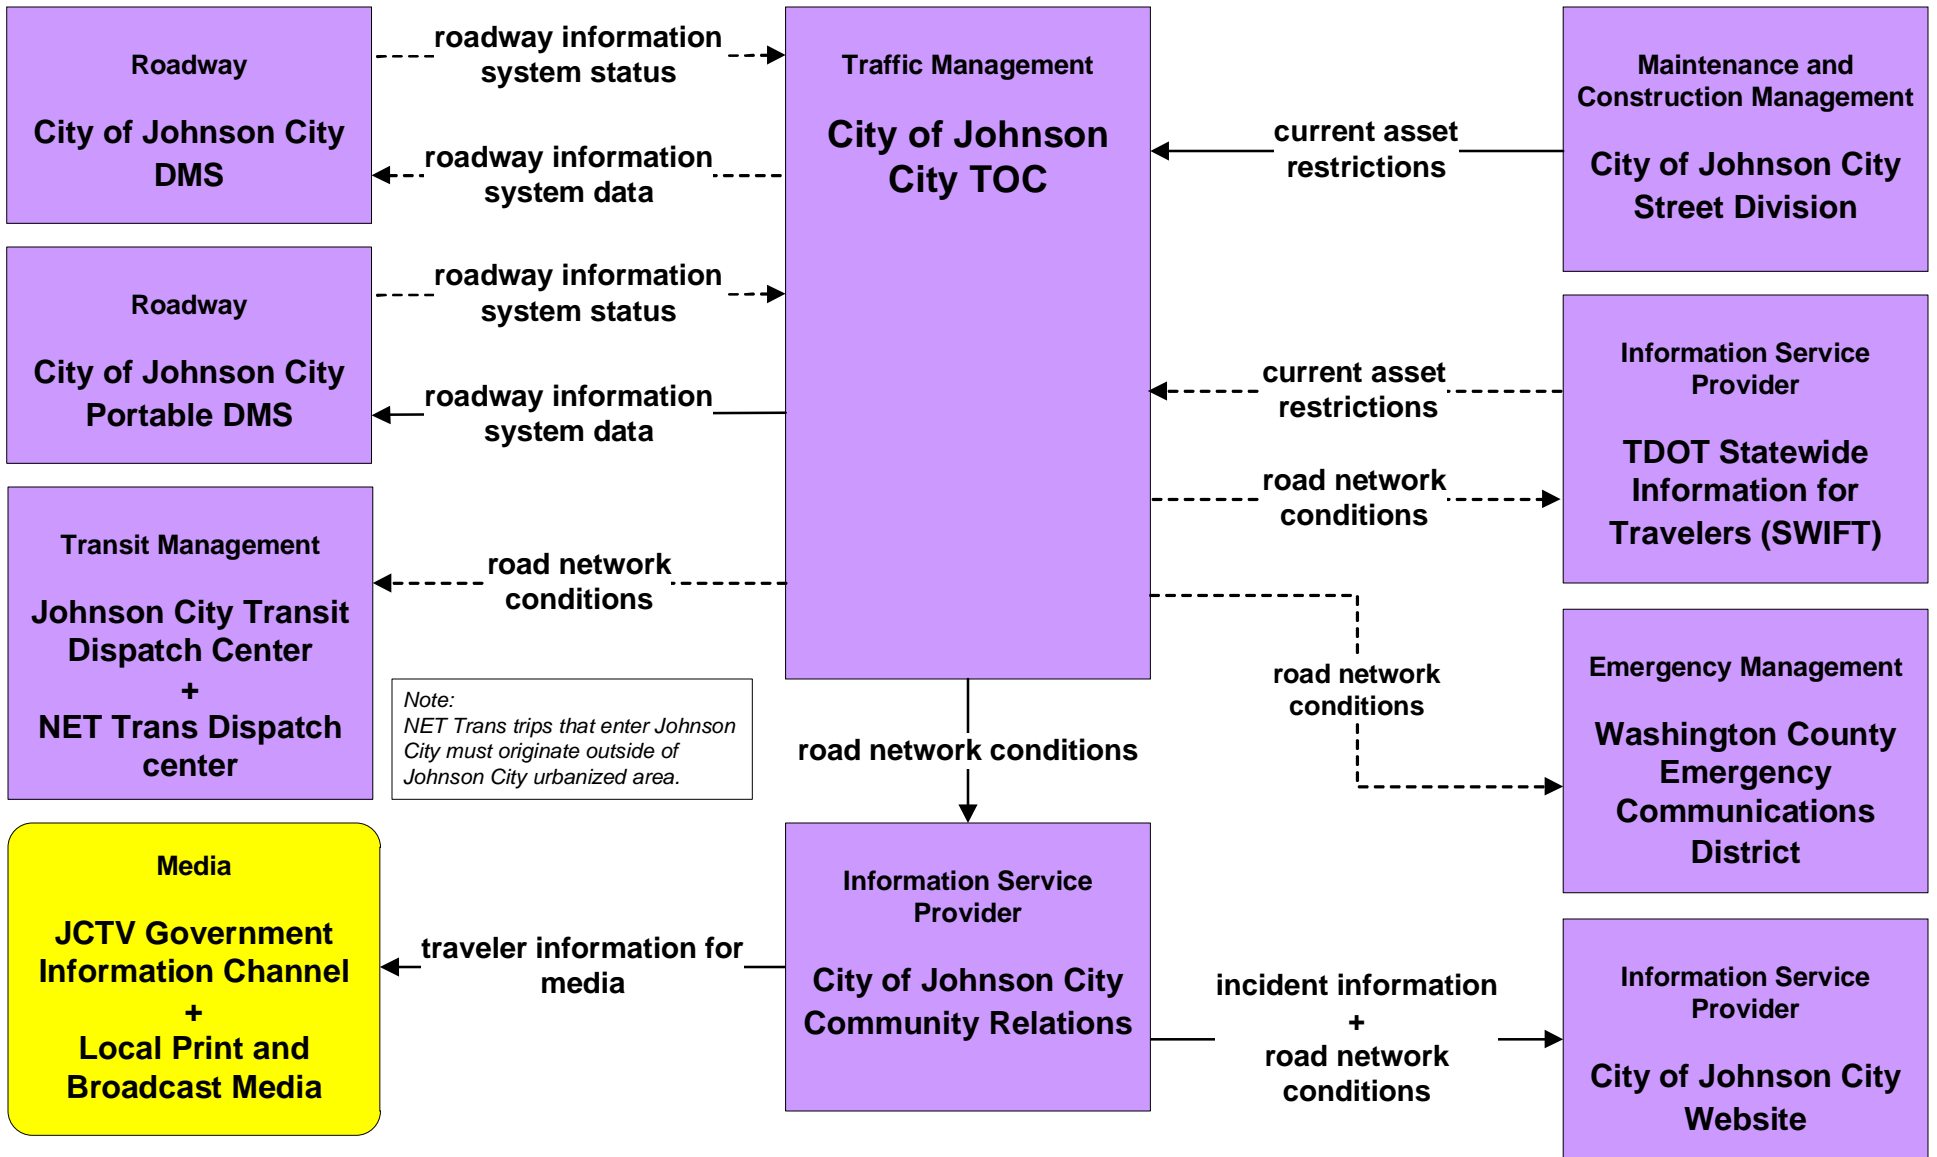 Roadway
City of Johnson City
DMS
roadway information
system status
roadway information
system data
Traffic Management
City of Johnson
City TOC
current asset
restrictions
Maintenance and
Construction Management
City of Johnson City
Street Division
Roadway
City of Johnson City
Portable DMS
roadway information
system status
roadway information
system data
current asset
restrictions
road network
conditions
Information Service
Provider
TDOT Statewide
Information for
Travelers (SWIFT)
Transit Management
Johnson City Transit
Dispatch Center
+
NET Trans Dispatch
center
road network
conditions
Note:
NET Trans trips that enter Johnson
City must originate outside of
Johnson City urbanized area.
road network conditions
road network
conditions
Emergency Management
Washington County
Emergency
Communications
District
Media
JCTV Government
Information Channel
+
Local Print and
Broadcast Media
traveler information for
media
Information Service
Provider
City of Johnson City
Community Relations
incident information
+
road network
conditions
Information Service
Provider
City of Johnson City
Website